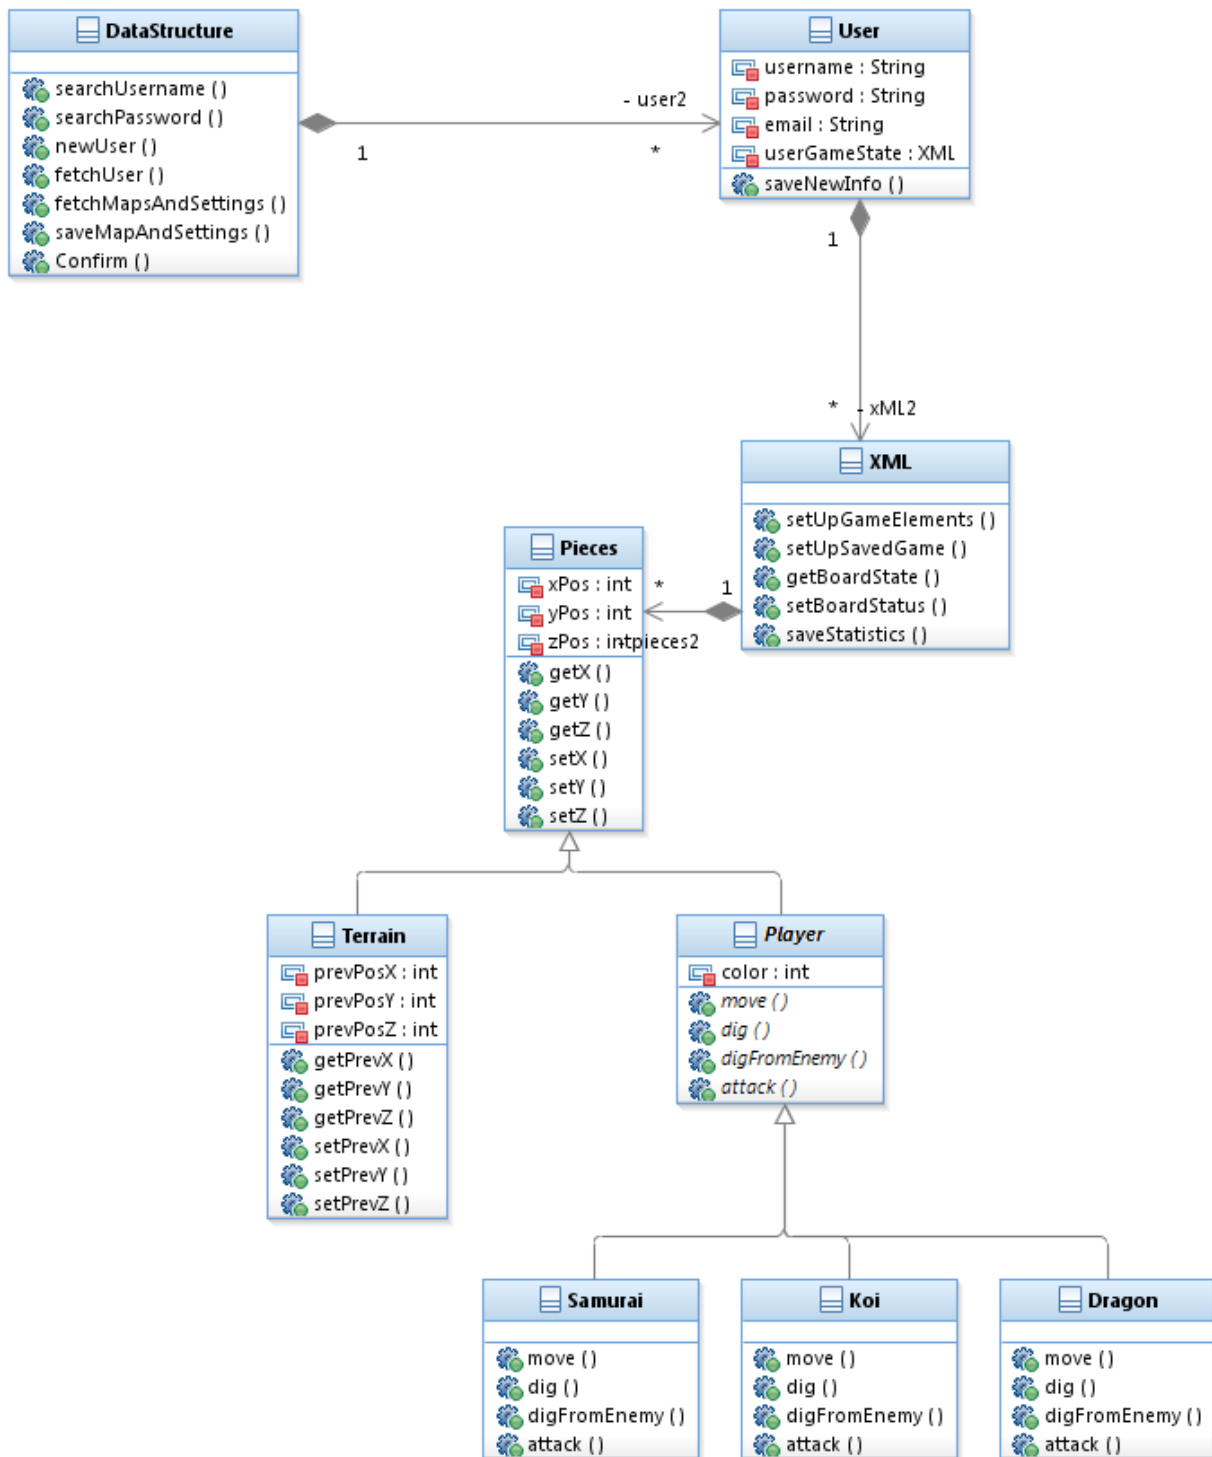 DataStructure
searchUsername ()
searchPassword ()
newUser ()
fetchUser ()
fetchMapsAndSettings ()
saveMapAndSettings ()
Confirm ()
- user2
1
*
User
username : String
password : String
email : String
userGameState : XML
saveNewInfo ()
1
* - xML2
XML
setUpGameElements ()
setUpSavedGame ()
getBoardState ()
setBoardStatus ()
saveStatistics ()
* 1
- pieces2
Pieces
xPos : int
yPos : int
zPos : int
getX ()
getY ()
getZ ()
setX ()
setY ()
setZ ()
Terrain
prevPosX : int
prevPosY : int
prevPosZ : int
getPrevX ()
getPrevY ()
getPrevZ ()
setPrevX ()
setPrevY ()
setPrevZ ()
Player
color : int
move ()
dig ()
digFromEnemy ()
attack ()
Samurai
move ()
dig ()
digFromEnemy ()
attack ()
Koi
move ()
dig ()
digFromEnemy ()
attack ()
Dragon
move ()
dig ()
digFromEnemy ()
attack ()